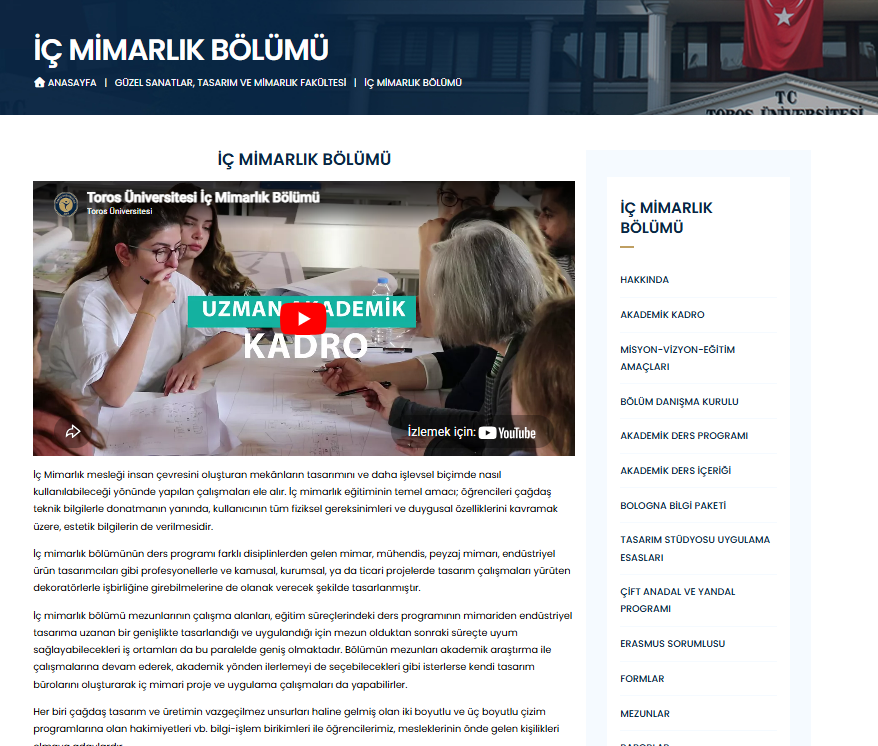 İÇ MİMARLIK BÖLÜMÜ
ANASAYFA | GÜZEL SANATLAR, TASARIM VE MİMARLIK FAKÜLTESİ | İÇ MİMARLIK BÖLÜMÜ
TC
TOROS ÜNİVERSİTESİ
İÇ MİMARLIK BÖLÜMÜ
Toros Üniversitesi İç Mimarlık Bölümü
Toros Üniversitesi
UZMAN AKADEMİK
KADRO
İzlemek için: YouTube
İç Mimarlık mesleği insan çevresini oluşturan mekânların tasarımını ve daha işlevsel biçimde nasıl
kullanılabileceği yönünde yapılan çalışmaları ele alır. İç mimarlık eğitiminin temel amacı; öğrencileri çağdaş
teknik bilgilerle donatmanın yanında, kullanıcının tüm fiziksel gereksinimleri ve duygusal özelliklerini kavramak
üzere, estetik bilgilerin de verilmesidir.
İç mimarlık bölümünün ders programı farklı disiplinlerden gelen mimar, mühendis, peyzaj mimarı, endüstriyel
ürün tasarımcıları gibi profesyonellerle ve kamusal, kurumsal, ya da ticari projelerde tasarım çalışmaları yürüten
dekoratörlerle işbirliğine girebilmelerine de olanak verecek şekilde tasarlanmıştır.
İç mimarlık bölümü mezunlarının çalışma alanları, eğitim süreçlerindeki ders programının mimariden endüstriyel
tasarıma uzanan bir genişlikte tasarlandığı ve uygulandığı için mezun olduktan sonraki süreçte uyum
sağlayabilecekleri iş ortamları da bu paralelde geniş olmaktadır. Bölümün mezunları akademik araştırma ile
çalışmalarına devam ederek, akademik yönden ilerlemeyi de seçebilecekleri gibi isterlerse kendi tasarım
bürolarını oluşturarak iç mimari proje ve uygulama çalışmaları da yapabilirler.
Her biri çağdaş tasarım ve üretimin vazgeçilmez unsurları haline gelmiş olan iki boyutlu ve üç boyutlu çizim
programlarına olan hakimiyetleri vb. bilgi-işlem birikimleri ile öğrencilerimiz, mesleklerinin önde gelen kişilikleri
olmaya adaydır
İÇ MİMARLIK
BÖLÜMÜ
HAKKINDA
AKADEMİK KADRO
MİSYON-VİZYON-EĞİTİM
AMAÇLARI
BÖLÜM DANIŞMA KURULU
AKADEMİK DERS PROGRAMI
AKADEMİK DERS İÇERİĞİ
BOLOGNA BİLGİ PAKETİ
TASARIM STÜDYOSU UYGULAMA
ESASLARI
ÇİFT ANADAL VE YANDAL
PROGRAMI
ERASMUS SORUMLUSU
FORMLAR
MEZUNLAR